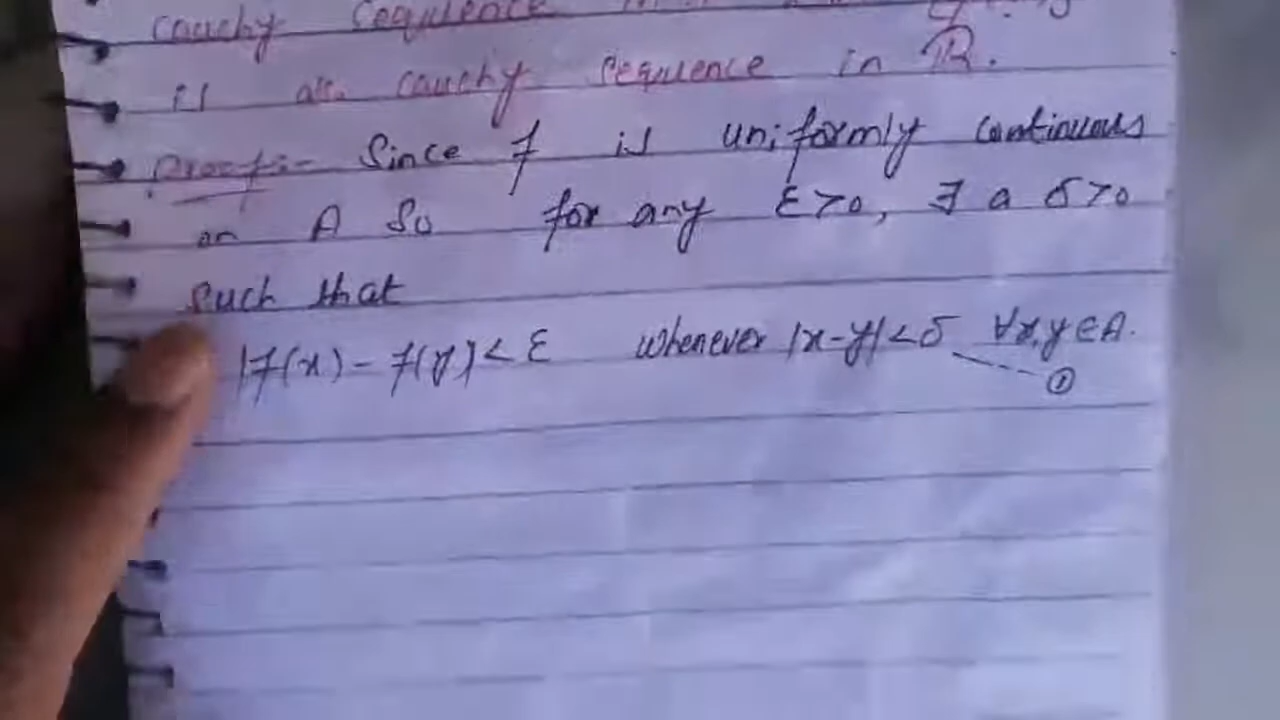 Cauchy Sequence in
is a Cauchy Sequence in ℝ.
Proof:- Since f is uniformly continuous
on A So for any ε>0, ∃ a δ>0
Such that
|f(x) - f(y)| < ε whenever |x-y|<δ ∀x,y∈A.
①